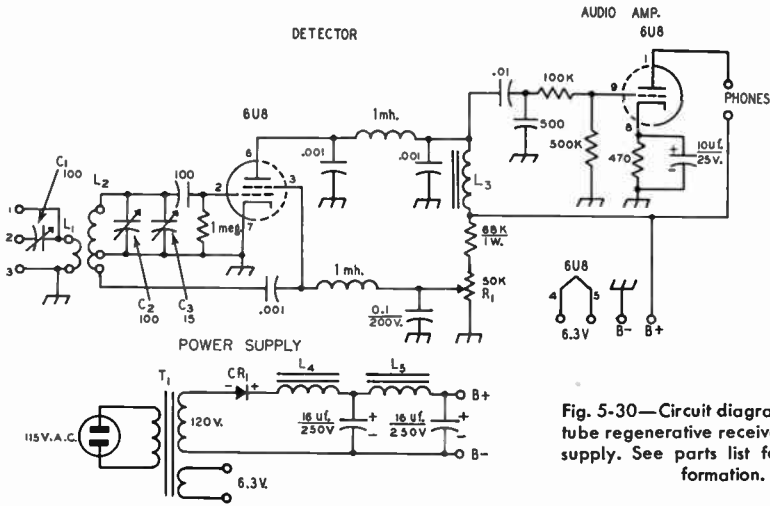 AUDIO AMP.
6U8
DETECTOR
6U8
C1
100
L2
L1
1
2
3
100
2
6
3
7
1 meg.
C2
100
C3
15
.001
1mh.
.001
.001
1mh.
0.1
200V.
L3
68K
1W.
50K
R1
.01
500
100K
500K
9
1
8
470
10uf.
25V.
PHONES
6U8
4
5
6.3V
B-
B+
POWER SUPPLY
T1
115V.A.C.
120V.
6.3V.
CR1
-
+
L4
L5
16 uf.
250V
+
-
16 uf.
250V
+
-
B+
B-
Fig. 5-30—Circuit diagra
tube regenerative receiv
supply. See parts list fo
formation.